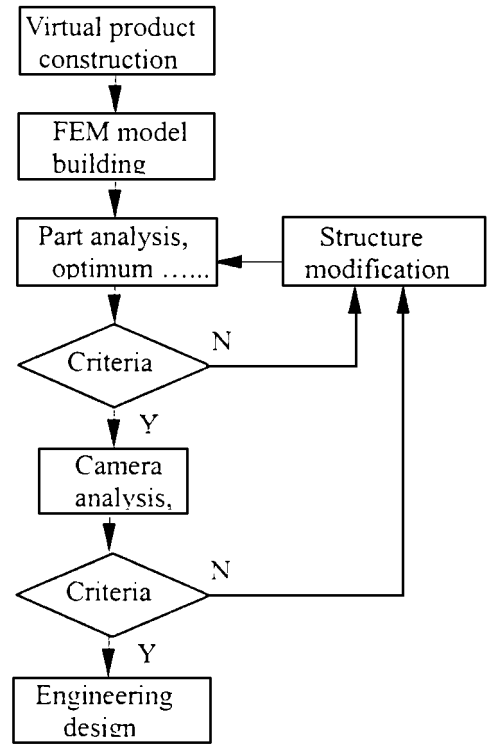 Virtual product
construction
FEM model
building
Part analysis,
optimum ......
Structure
modification
Criteria
N
Y
Camera
analysis,
Criteria
N
Y
Engineering
design